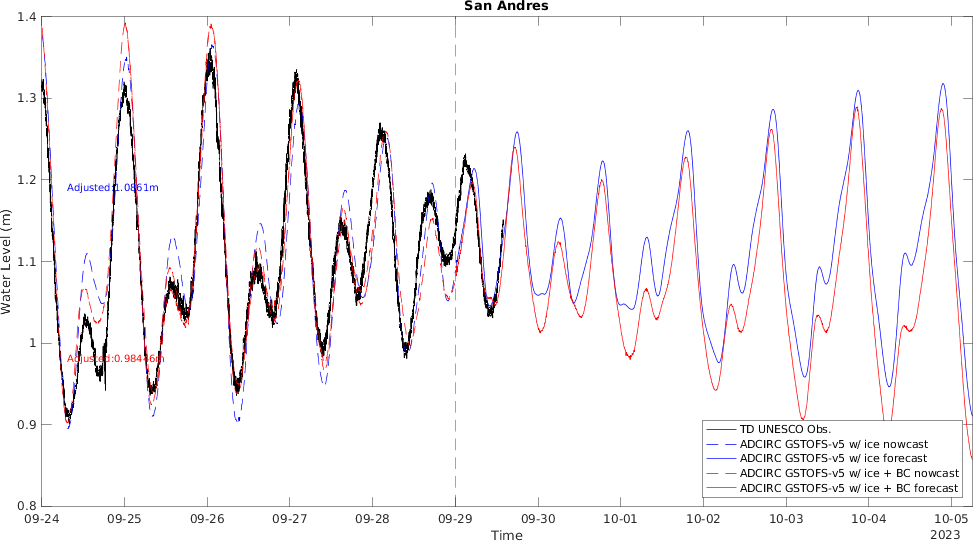 San Andres
1.4
1.3
1.2
1.1
1
0.9
0.8
Water Level (m)
Adjusted:1.0861m
Adjusted:0.98446m
TD UNESCO Obs.
ADCIRC GSTOFS-v5 w/ ice nowcast
ADCIRC GSTOFS-v5 w/ ice forecast
ADCIRC GSTOFS-v5 w/ ice + BC nowcast
ADCIRC GSTOFS-v5 w/ ice + BC forecast
09-24 09-25 09-26 09-27 09-28 09-29 09-30 10-01 10-02 10-03 10-04 10-05
Time
2023